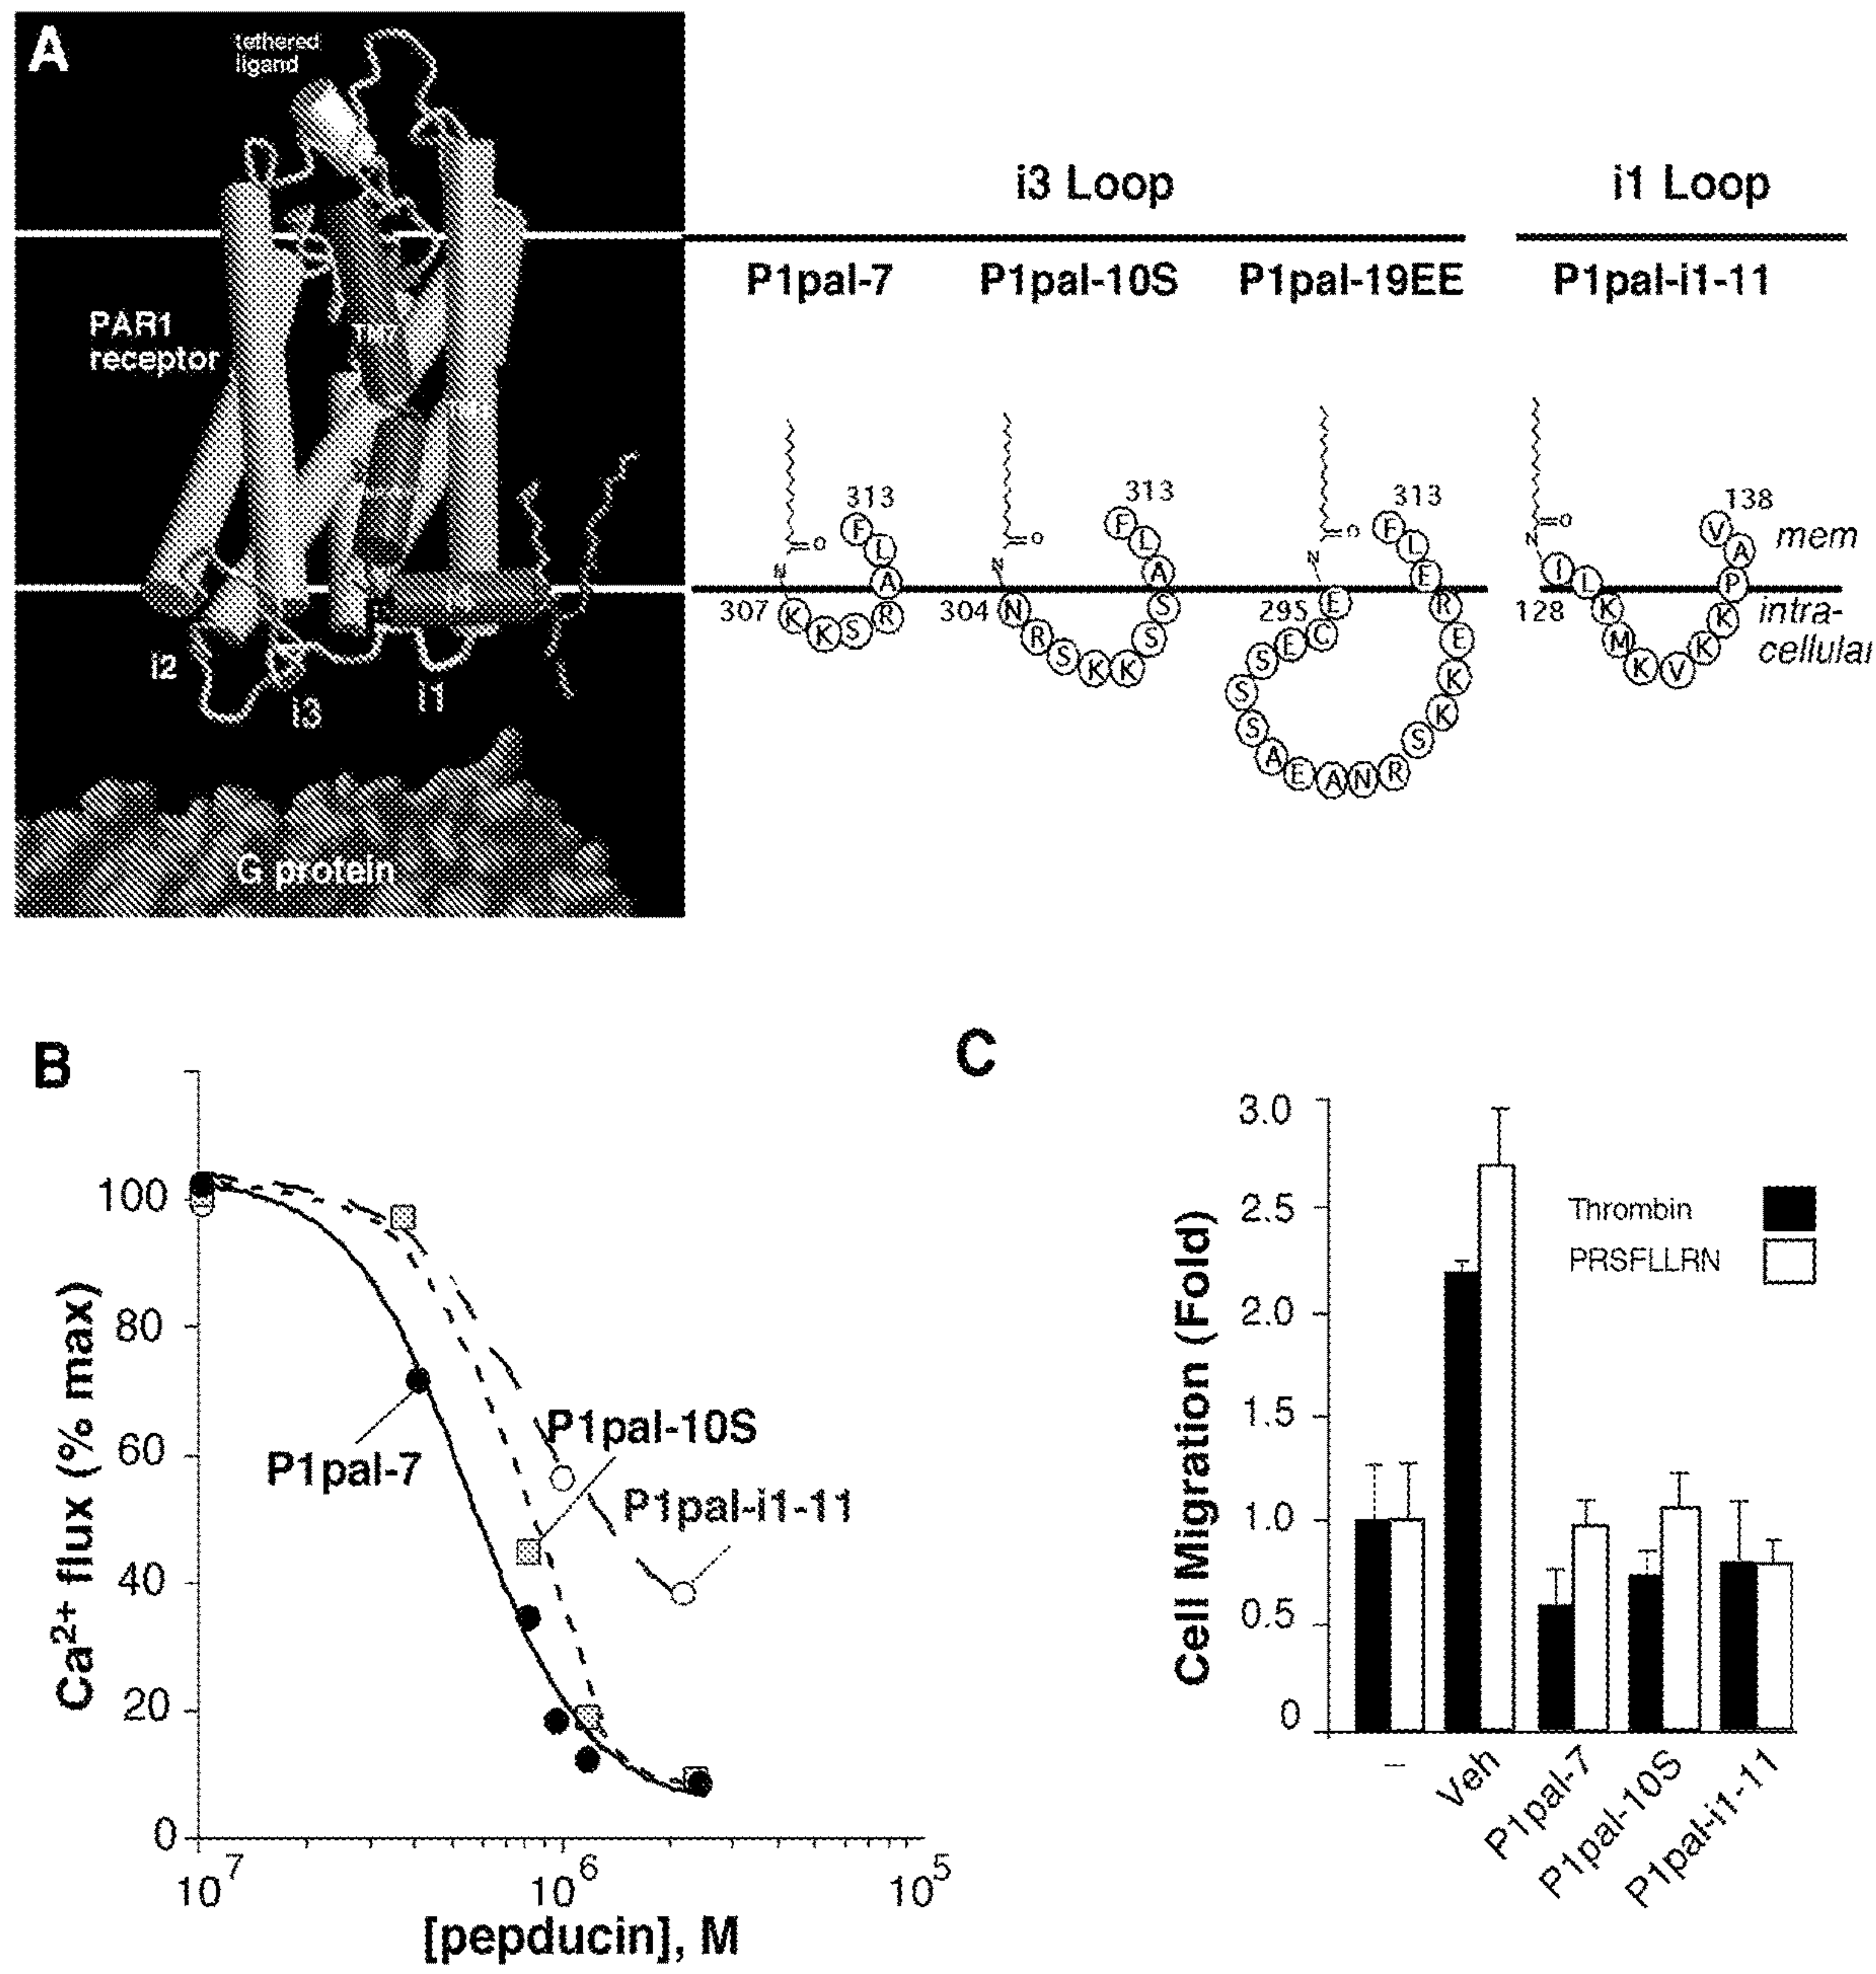 A
tethered
ligand
PAR1
receptor
TM7
i2
i3
i1
G protein
i3 Loop
i1 Loop
P1pal-7
P1pal-10S
P1pal-19EE
P1pal-i1-11
313
313
313
138
mem
307
304
295
128
intra-
cellular
N =O K K S R A L F
N =O N R S K K S S A L F
N =O E C E S S S A E A N R S K K E R E L F
N =O I L K M K V K K P A V
B
100
80
60
40
20
0
Ca2+ flux (% max)
P1pal-7
P1pal-10S
P1pal-i1-11
10^7
10^6
10^5
[pepducin], M
C
3.0
2.5
2.0
1.5
1.0
0.5
0
Cell Migration (Fold)
Thrombin
PRSFLLRN
–
Veh
P1pal-7
P1pal-10S
P1pal-i1-11